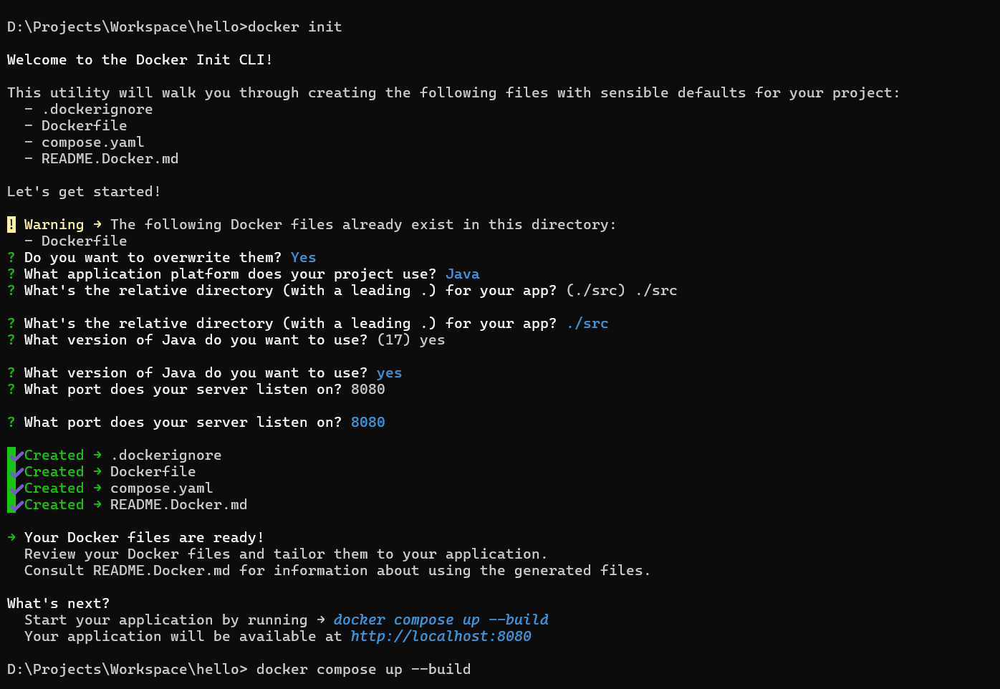 D:\Projects\Workspace\hello>docker init
Welcome to the Docker Init CLI!
This utility will walk you through creating the following files with sensible defaults for your project:
  - .dockerignore
  - Dockerfile
  - compose.yaml
  - README.Docker.md
Let's get started!
! Warning → The following Docker files already exist in this directory:
  - Dockerfile
? Do you want to overwrite them? Yes
? What application platform does your project use? Java
? What's the relative directory (with a leading .) for your app? (./src) ./src
? What's the relative directory (with a leading .) for your app? ./src
? What version of Java do you want to use? (17) yes
? What version of Java do you want to use? yes
? What port does your server listen on? 8080
? What port does your server listen on? 8080
✓ Created → .dockerignore
✓ Created → Dockerfile
✓ Created → compose.yaml
✓ Created → README.Docker.md
→ Your Docker files are ready!
  Review your Docker files and tailor them to your application.
  Consult README.Docker.md for information about using the generated files.
What's next?
  Start your application by running → docker compose up --build
  Your application will be available at http://localhost:8080
D:\Projects\Workspace\hello> docker compose up --build